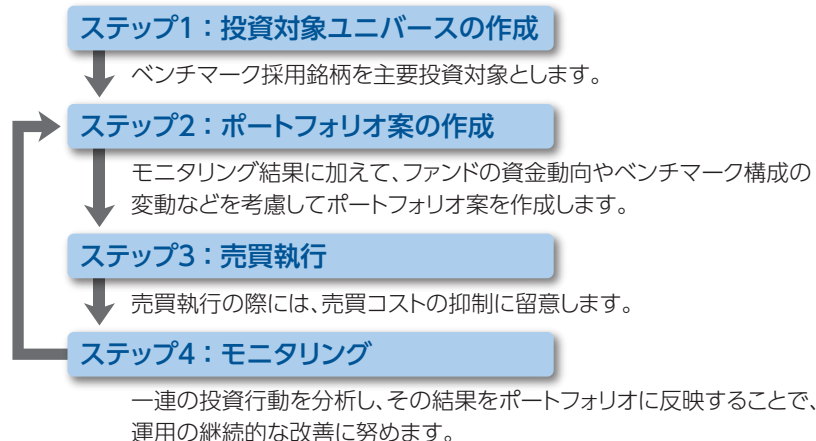 ステップ1：投資対象ユニバースの作成
ベンチマーク採用銘柄を主要投資対象とします。
ステップ2：ポートフォリオ案の作成
モニタリング結果に加えて、ファンドの資金動向やベンチマーク構成の
変動などを考慮してポートフォリオ案を作成します。
ステップ3：売買執行
売買執行の際には、売買コストの抑制に留意します。
ステップ4：モニタリング
一連の投資行動を分析し、その結果をポートフォリオに反映することで、
運用の継続的な改善に努めます。